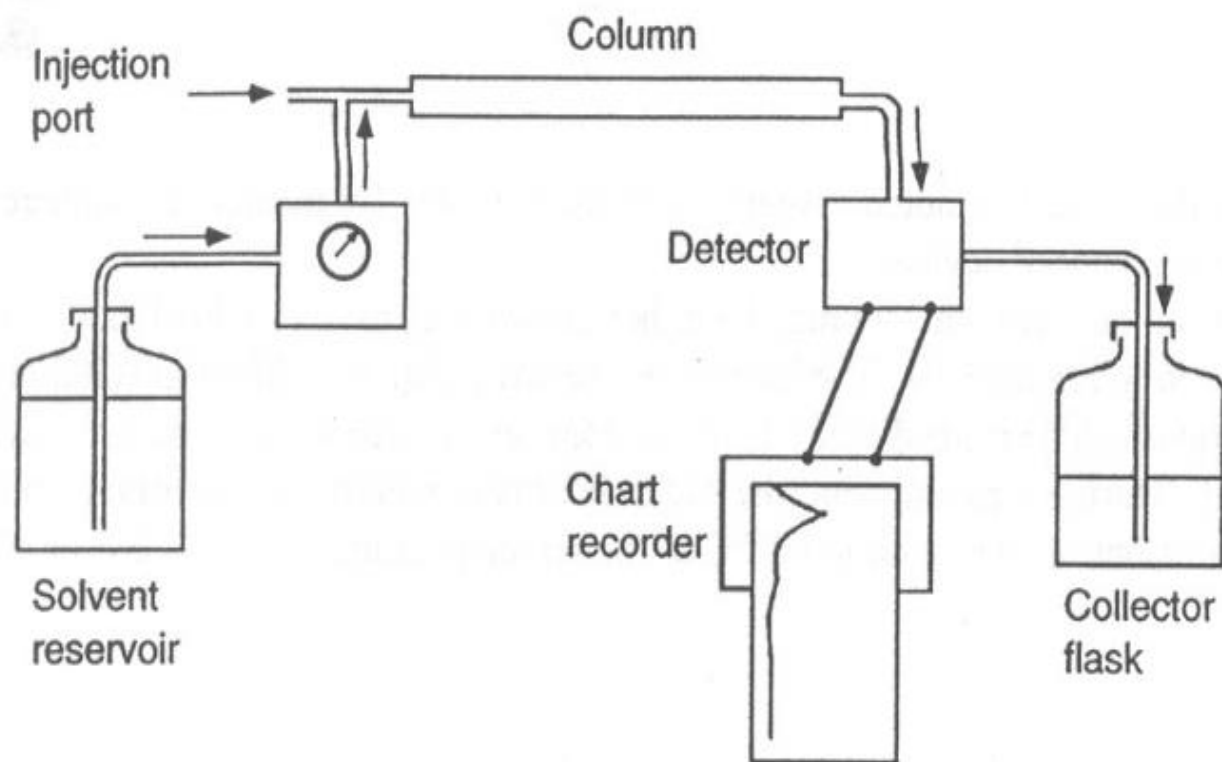 Column
Injection
port
Detector
Chart
recorder
Solvent
reservoir
Collector
flask